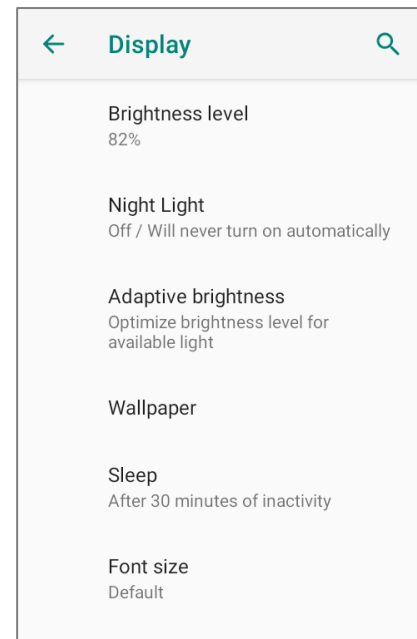 Display
Brightness level
82%
Night Light
Off / Will never turn on automatically
Adaptive brightness
Optimize brightness level for
available light
Wallpaper
Sleep
After 30 minutes of inactivity
Font size
Default